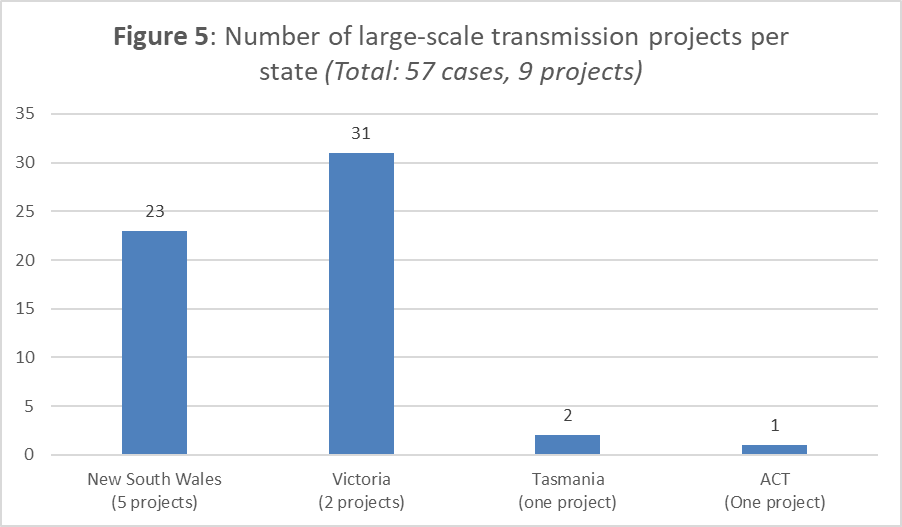 Figure 5: Number of large-scale transmission projects per
state (Total: 57 cases, 9 projects)
35
30
25
20
15
10
5
0
23
31
2
1
New South Wales
(5 projects)
Victoria
(2 projects)
Tasmania
(one project)
ACT
(One project)